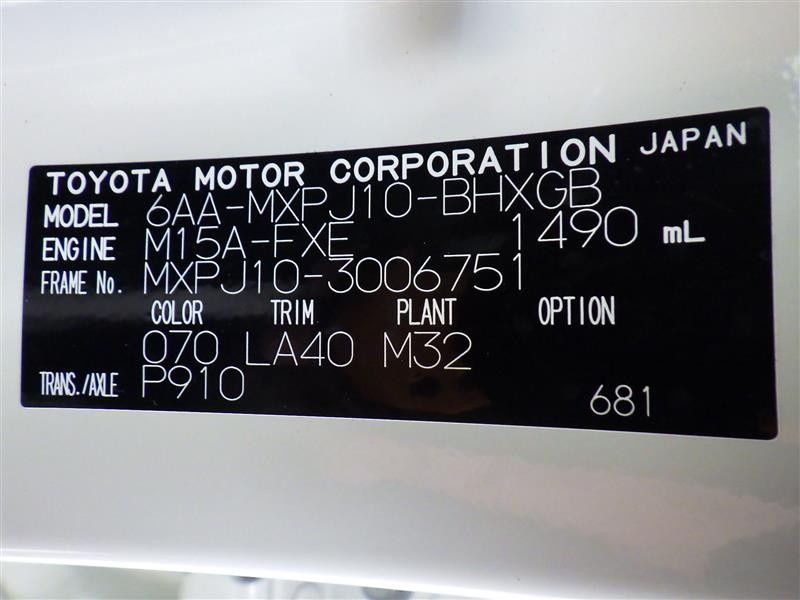 TOYOTA MOTOR CORPORATION JAPAN
MODEL 6AA-MXPJ10-BHXGB
ENGINE M15A-FXE 1490 mL
FRAME No. MXPJ10-3006751
COLOR TRIM PLANT OPTION
070 LA40 M32
TRANS./AXLE P910 681